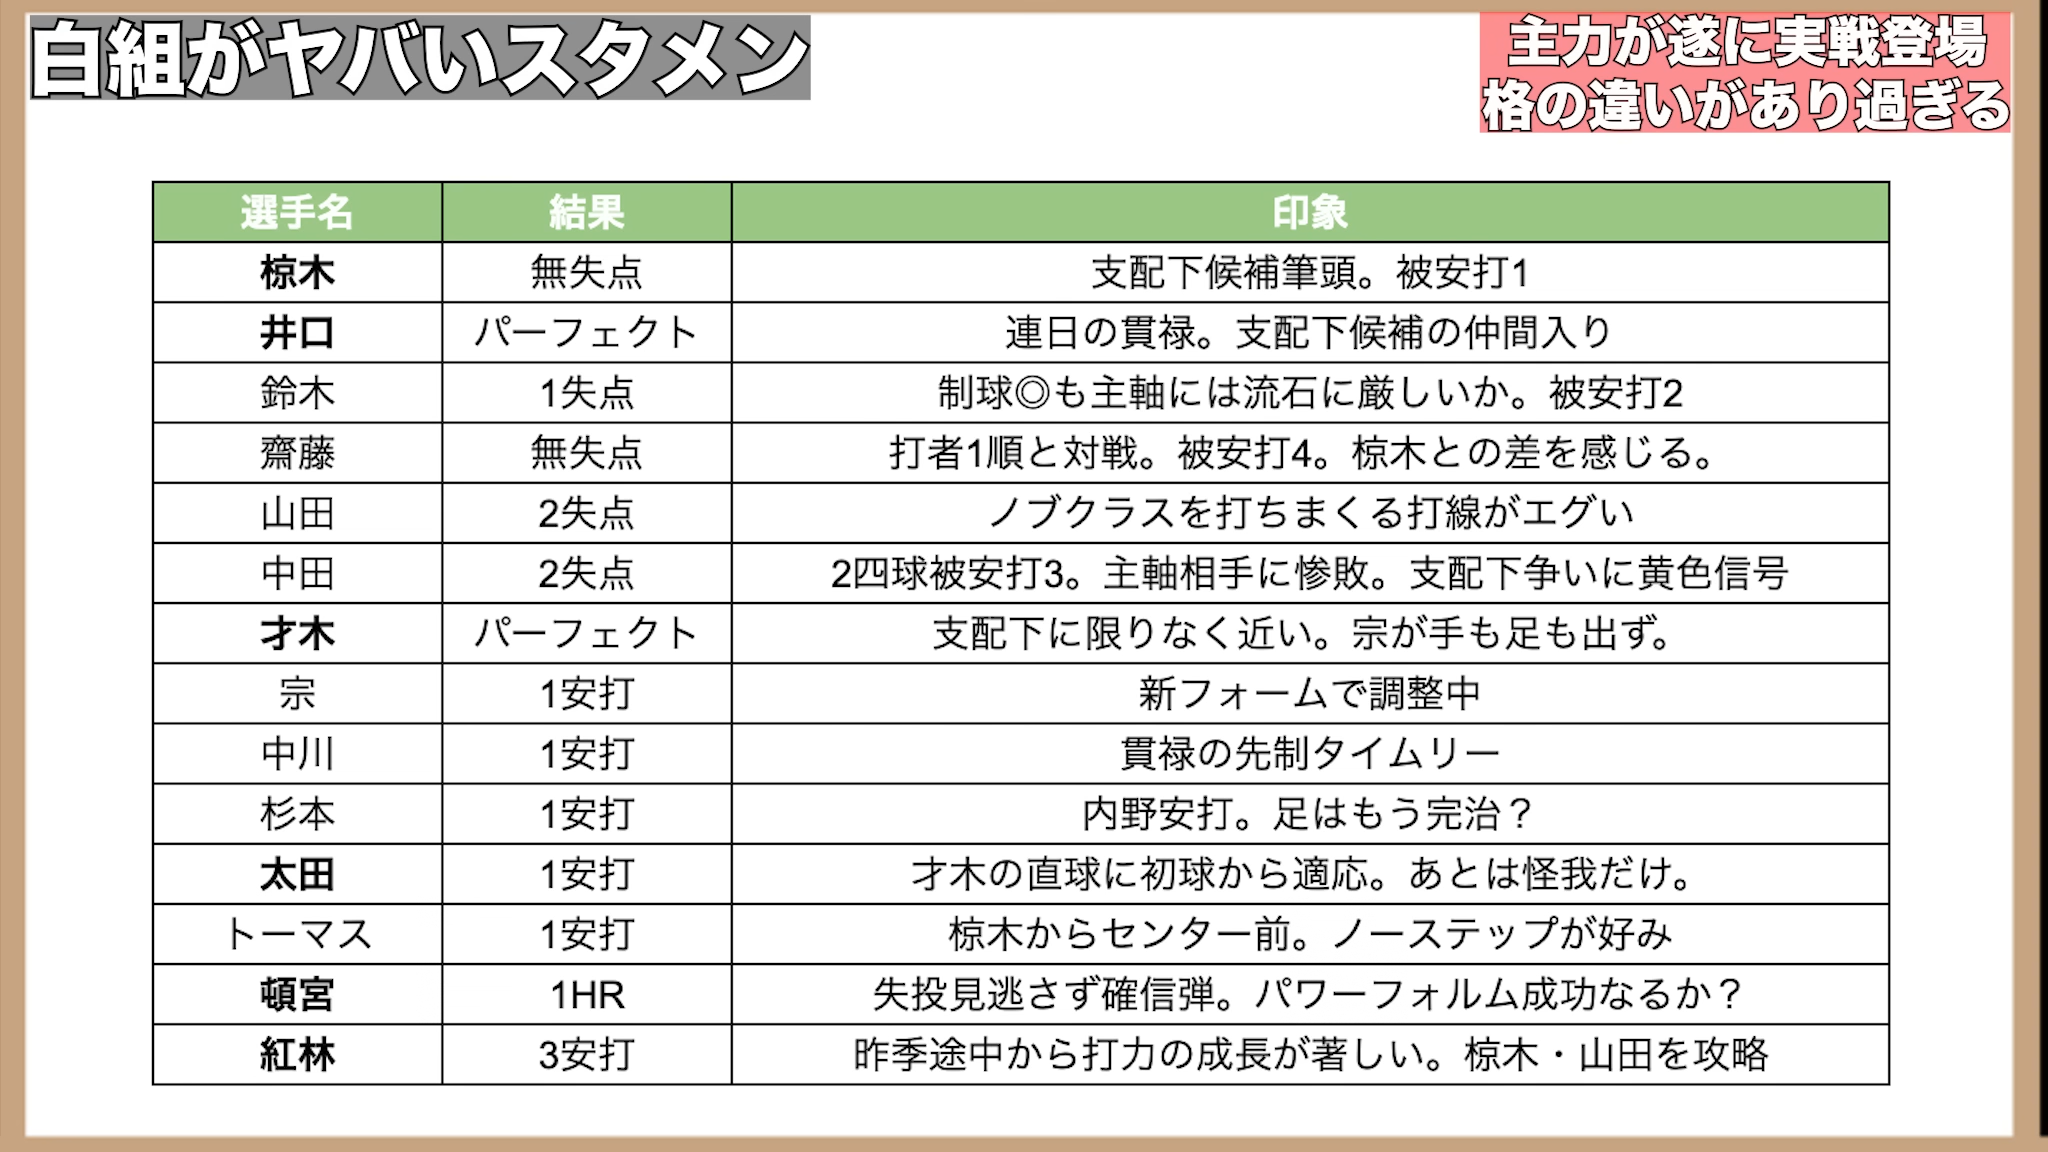 白組がヤバいスタメン
主力が遂に実戦登場
格の違いがあり過ぎる
選手名 結果 印象
椋木 無失点 支配下候補筆頭。被安打1
井口 パーフェクト 連日の貫禄。支配下候補の仲間入り
鈴木 1失点 制球◎も主軸には流石に厳しいか。被安打2
齋藤 無失点 打者1順と対戦。被安打4。椋木との差を感じる。
山田 2失点 ノブクラスを打ちまくる打線がエグい
中田 2失点 2四球被安打3。主軸相手に惨敗。支配下争いに黄色信号
才木 パーフェクト 支配下に限りなく近い。宗が手も足も出ず。
宗 1安打 新フォームで調整中
中川 1安打 貫禄の先制タイムリー
杉本 1安打 内野安打。足はもう完治？
太田 1安打 才木の直球に初球から適応。あとは怪我だけ。
トーマス 1安打 椋木からセンター前。ノーステップが好み
頓宮 1HR 失投見逃さず確信弾。パワーフォルム成功なるか？
紅林 3安打 昨季途中から打力の成長が著しい。椋木・山田を攻略